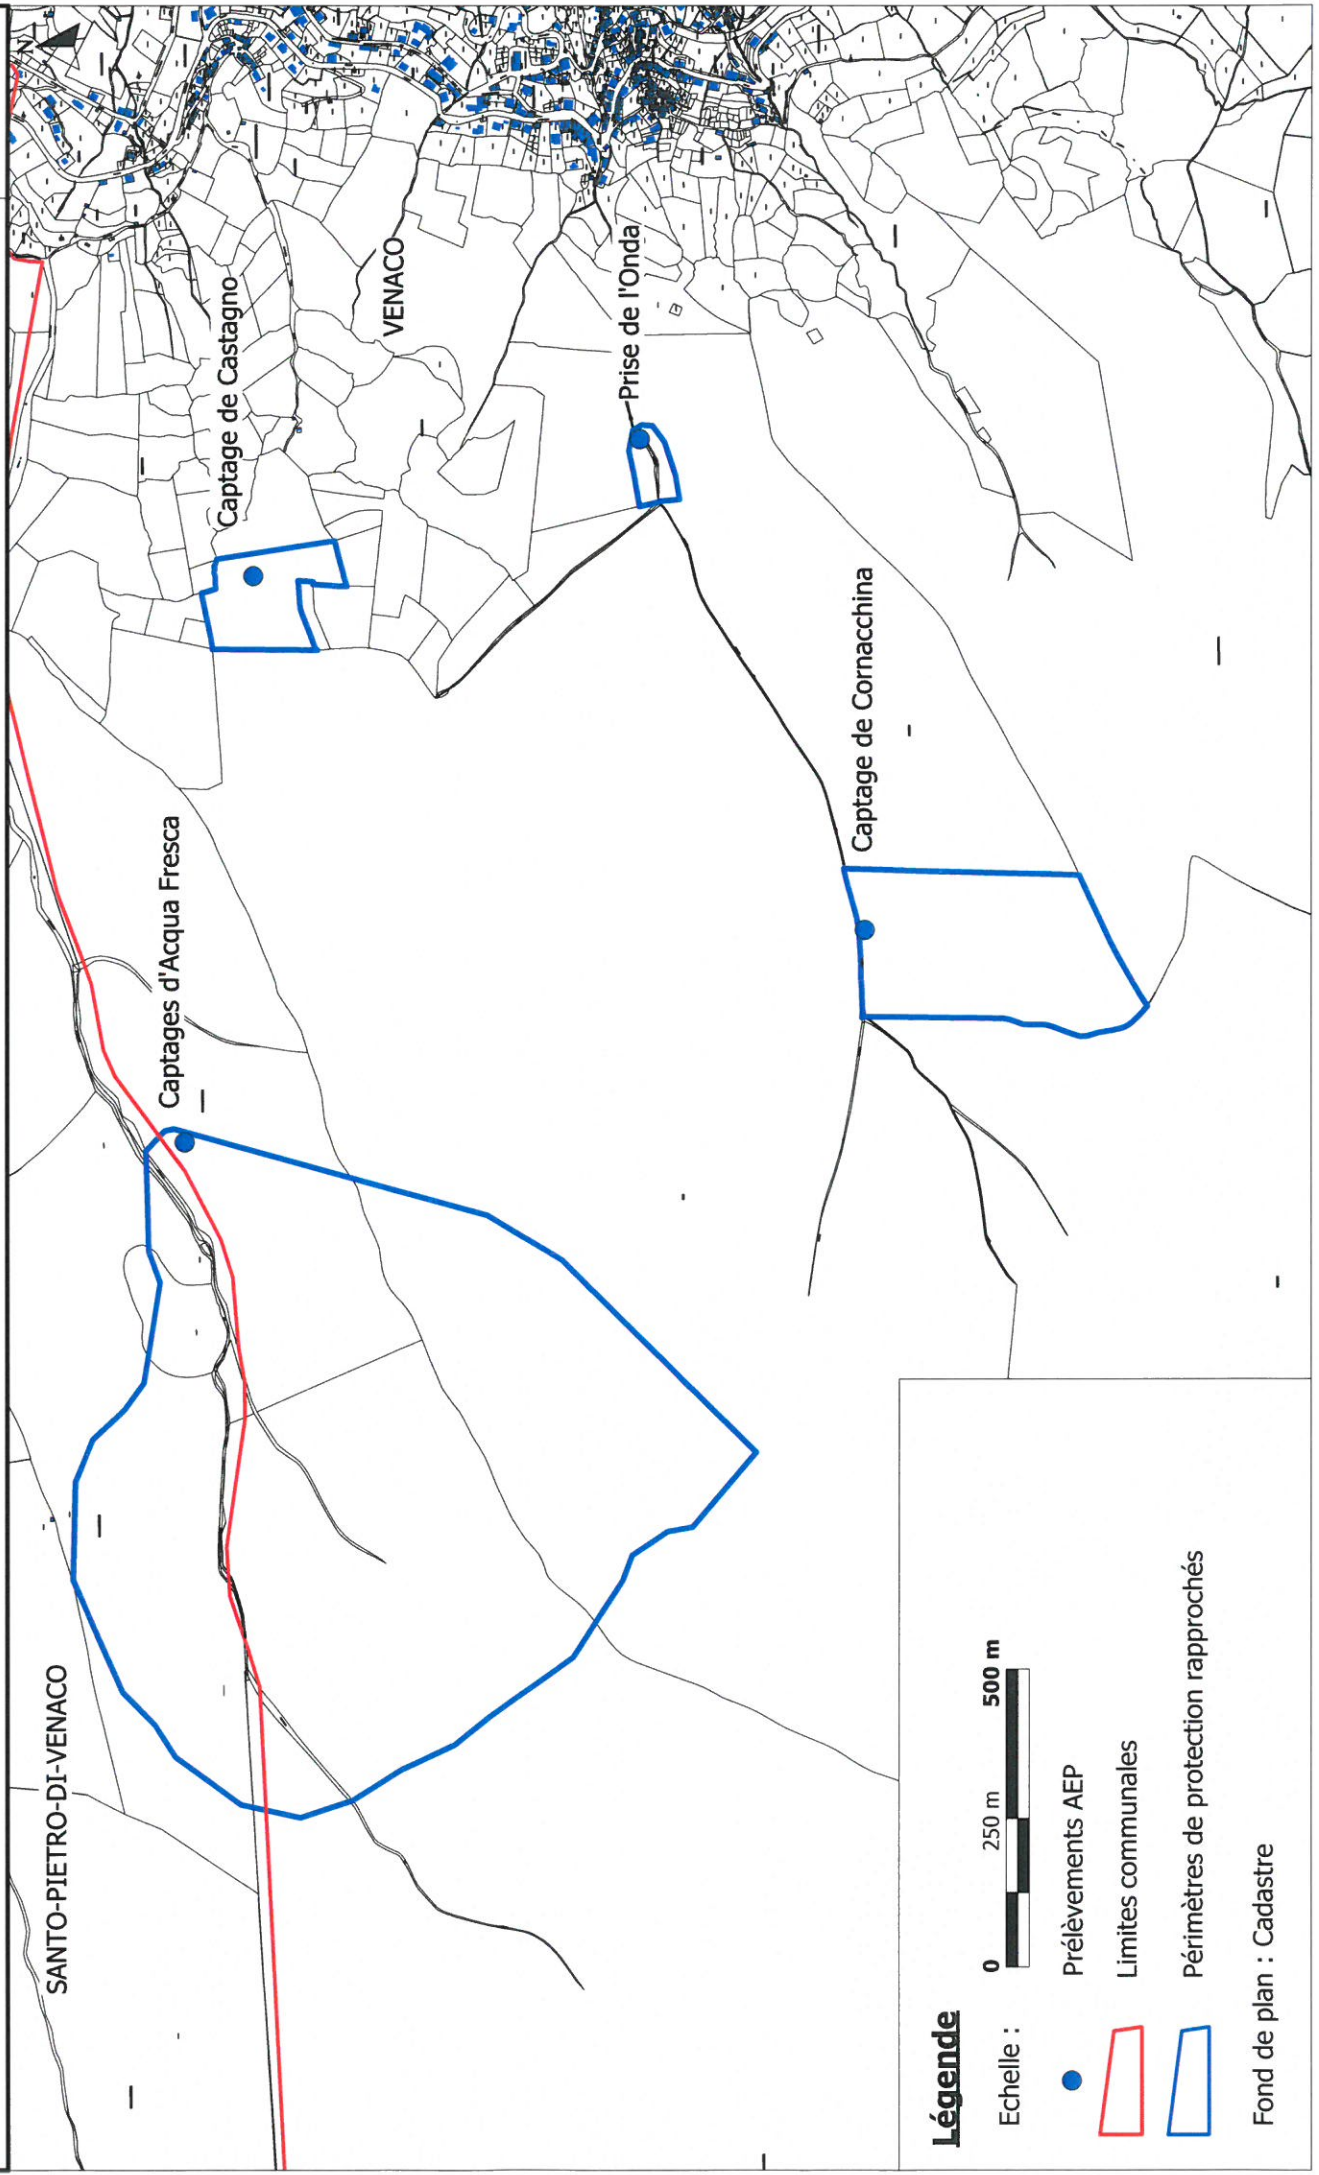 N
SANTO-PIETRO-DI-VENACO
Captages d'Acqua Fresca
Captage de Castagno
VENACO
Prise de l'Onda
Captage de Cornacchina
Légende
Echelle :
0 250 m 500 m
Prélèvements AEP
Limites communales
Périmètres de protection rapprochés
Fond de plan : Cadastre